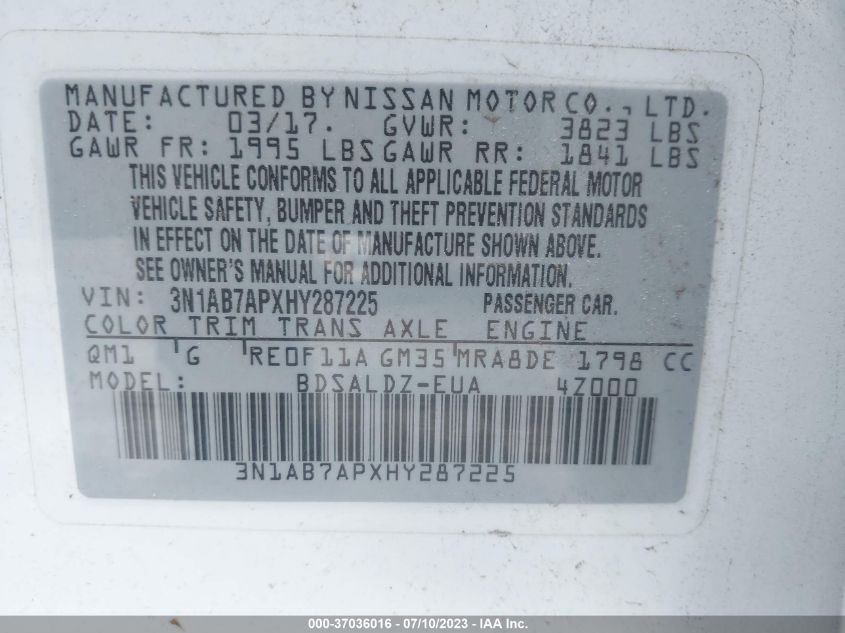 MANUFACTURED BY NISSAN MOTOR CO., LTD.
DATE: 03/17. GVWR: 3823 LBS
GAWR FR: 1995 LBS GAWR RR: 1841 LBS
THIS VEHICLE CONFORMS TO ALL APPLICABLE FEDERAL MOTOR
VEHICLE SAFETY, BUMPER AND THEFT PREVENTION STANDARDS
IN EFFECT ON THE DATE OF MANUFACTURE SHOWN ABOVE.
SEE OWNER'S MANUAL FOR ADDITIONAL INFORMATION.
VIN: 3N1AB7APXHY287225 PASSENGER CAR.
COLOR TRIM TRANS AXLE ENGINE
QM1 G RE0F11A GM35 MRA8DE 1798 CC
MODEL: BDSALDZ-EUA 4Z000
3N1AB7APXHY287225
000-37036016 - 07/10/2023 - IAA Inc.